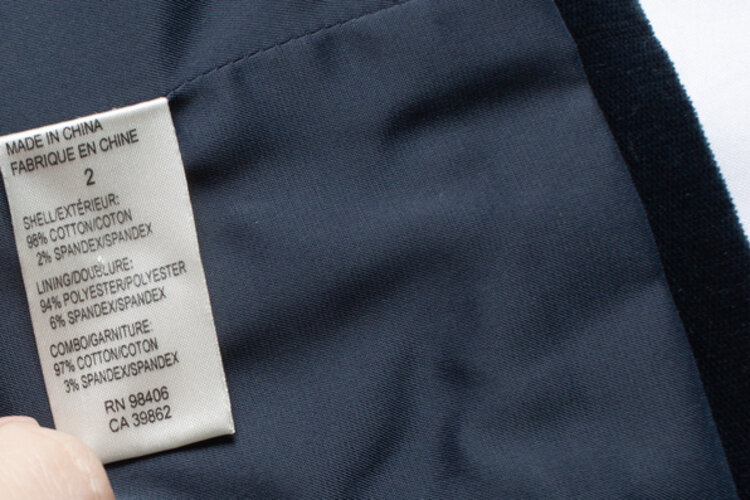 MADE IN CHINA
FABRIQUE EN CHINE
2
SHELL/EXTÉRIEUR:
98% COTTON/COTON
2% SPANDEX/SPANDEX
LINING/DOUBLURE:
94% POLYESTER/POLYESTER
6% SPANDEX/SPANDEX
COMBO/GARNITURE:
97% COTTON/COTON
3% SPANDEX/SPANDEX
RN 98406
CA 39862